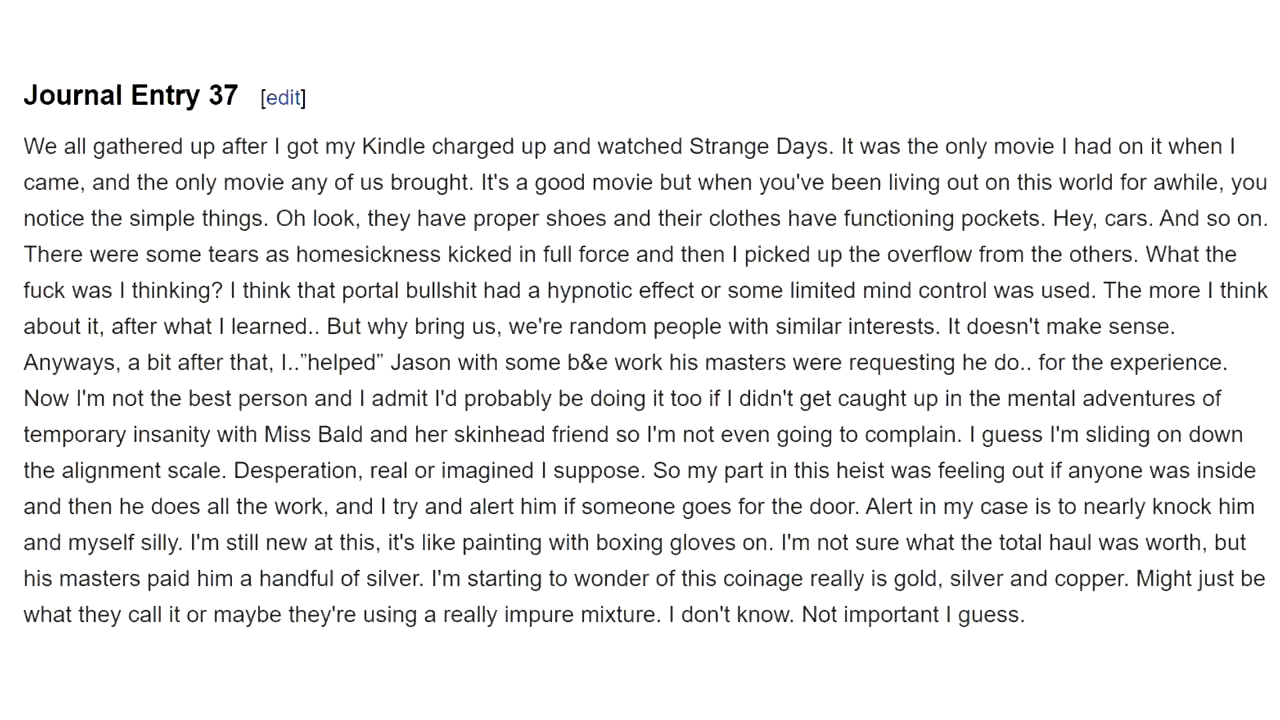 Journal Entry 37 [edit]
We all gathered up after I got my Kindle charged up and watched Strange Days. It was the only movie I had on it when I
came, and the only movie any of us brought. It's a good movie but when you've been living out on this world for awhile, you
notice the simple things. Oh look, they have proper shoes and their clothes have functioning pockets. Hey, cars. And so on.
There were some tears as homesickness kicked in full force and then I picked up the overflow from the others. What the
fuck was I thinking? I think that portal bullshit had a hypnotic effect or some limited mind control was used. The more I think
about it, after what I learned.. But why bring us, we're random people with similar interests. It doesn't make sense.
Anyways, a bit after that, I..”helped” Jason with some b&e work his masters were requesting he do.. for the experience.
Now I'm not the best person and I admit I'd probably be doing it too if I didn't get caught up in the mental adventures of
temporary insanity with Miss Bald and her skinhead friend so I'm not even going to complain. I guess I'm sliding on down
the alignment scale. Desperation, real or imagined I suppose. So my part in this heist was feeling out if anyone was inside
and then he does all the work, and I try and alert him if someone goes for the door. Alert in my case is to nearly knock him
and myself silly. I'm still new at this, it's like painting with boxing gloves on. I'm not sure what the total haul was worth, but
his masters paid him a handful of silver. I'm starting to wonder of this coinage really is gold, silver and copper. Might just be
what they call it or maybe they're using a really impure mixture. I don't know. Not important I guess.